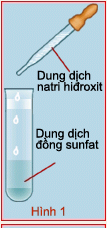 Dung dịch
natri hiđroxit
Dung dịch
đồng sunfat
Hình 1